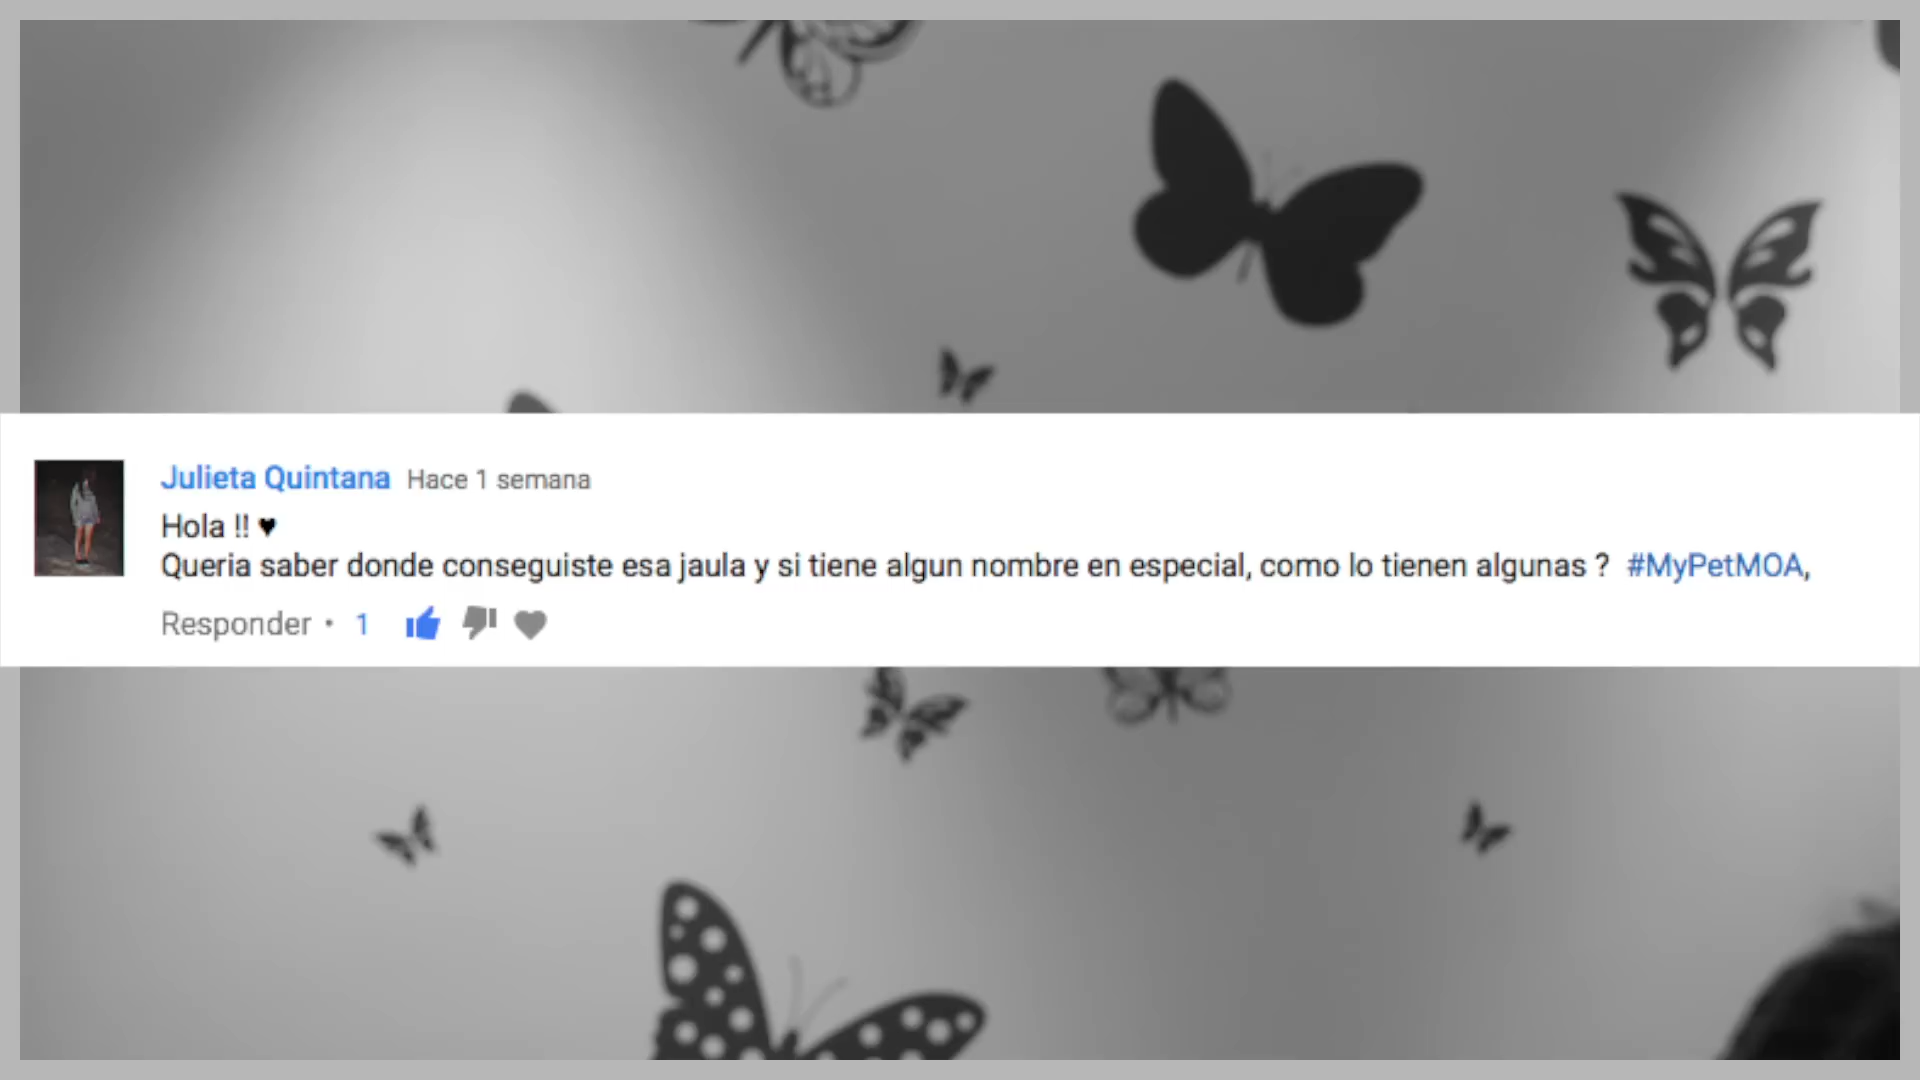 Julieta Quintana Hace 1 semana
Hola !! ♥
Queria saber donde conseguiste esa jaula y si tiene algun nombre en especial, como lo tienen algunas ? #MyPetMOA,
Responder • 1